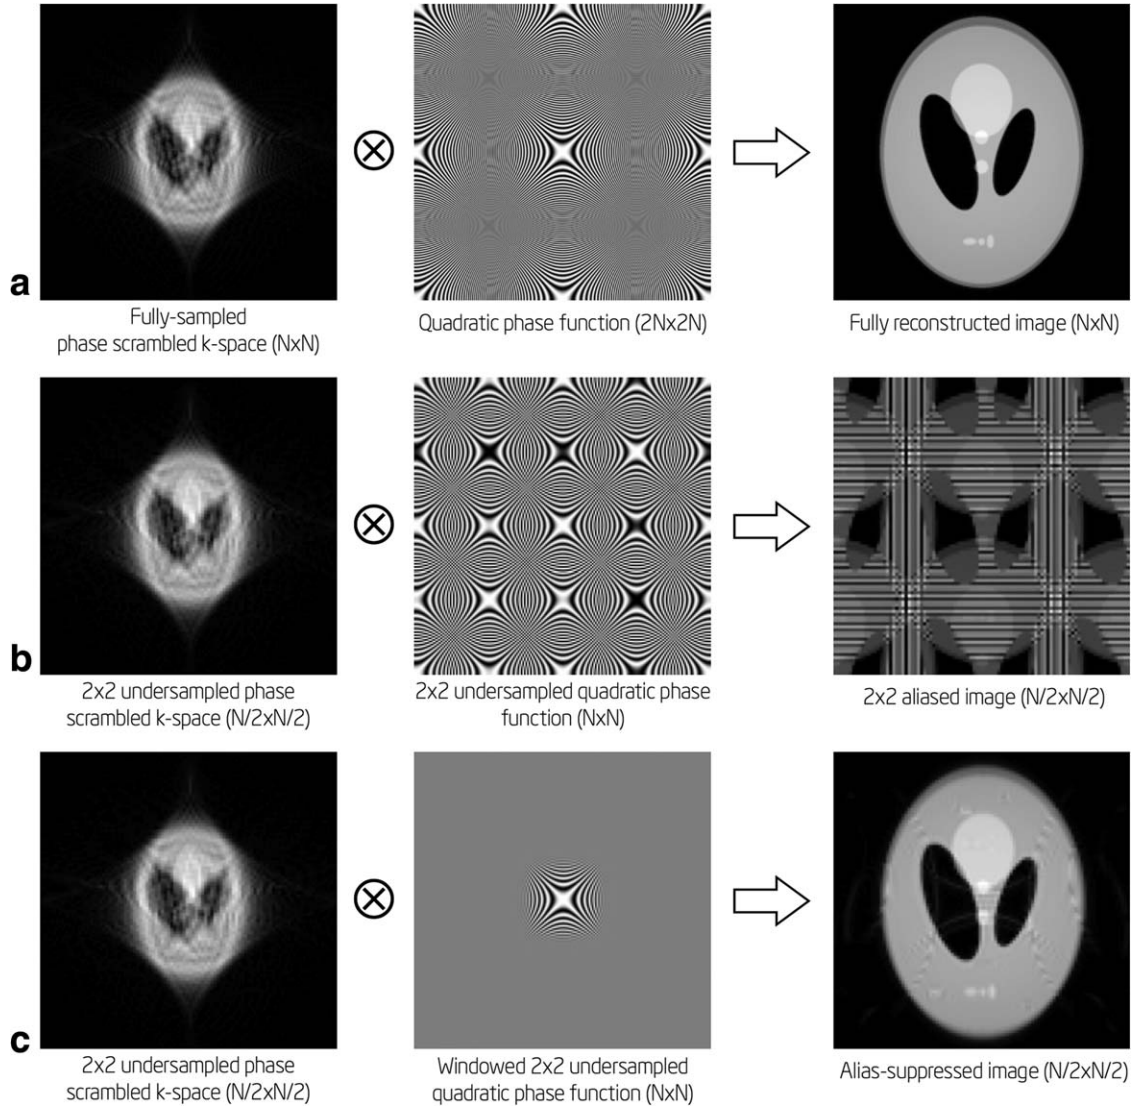 a
Fully-sampled
phase scrambled k-space (NxN)
Quadratic phase function (2Nx2N)
Fully reconstructed image (NxN)
b
2x2 undersampled phase
scrambled k-space (N/2xN/2)
2x2 undersampled quadratic phase
function (NxN)
2x2 aliased image (N/2xN/2)
c
2x2 undersampled phase
scrambled k-space (N/2xN/2)
Windowed 2x2 undersampled
quadratic phase function (NxN)
Alias-suppressed image (N/2xN/2)